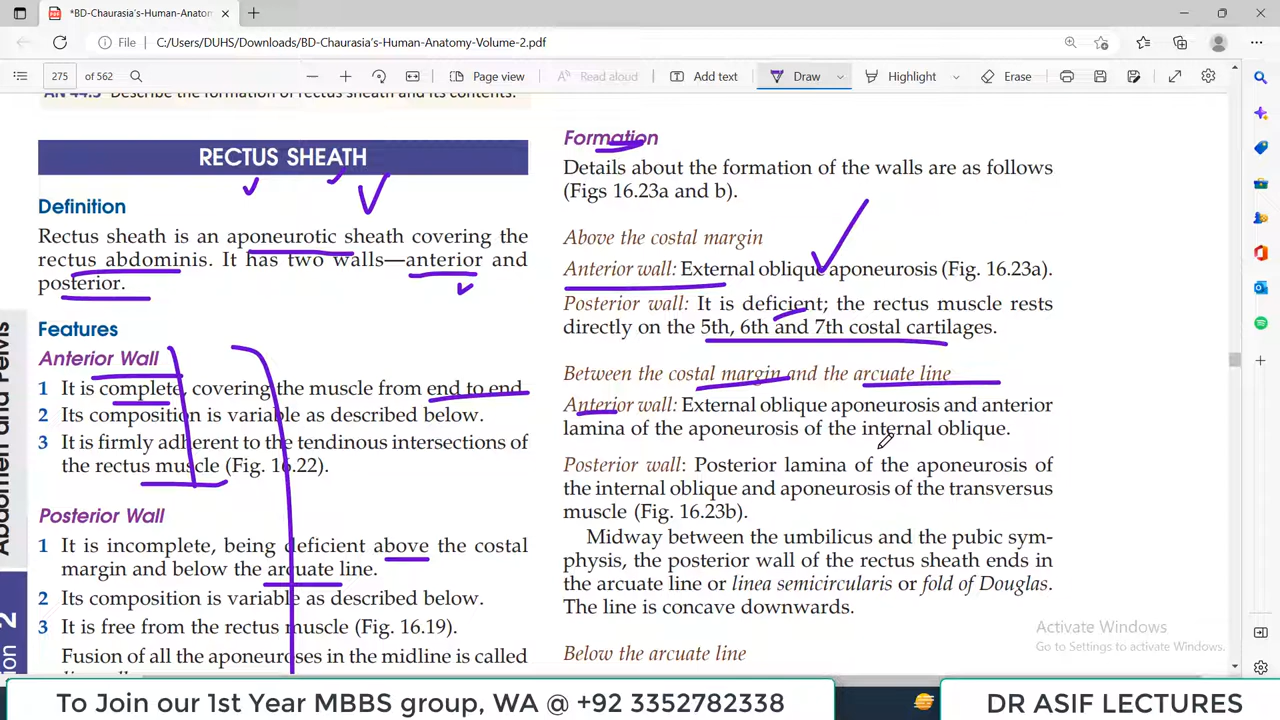 *BD-Chaurasia's-Human-Anatom
File
C:/Users/DUHS/Downloads/BD-Chaurasia's-Human-Anatomy-Volume-2.pdf
275 of 562
Page view
Read aloud
Add text
Draw
Highlight
Erase
Describe the formation of rectus sheath and its contents.
RECTUS SHEATH
Definition
Rectus sheath is an aponeurotic sheath covering the
rectus abdominis. It has two walls—anterior and
posterior.
Features
Anterior Wall
1 It is complete, covering the muscle from end to end
2 Its composition is variable as described below.
3 It is firmly adherent to the tendinous intersections of
the rectus muscle (Fig. 16.22).
Posterior Wall
1 It is incomplete, being deficient above the costal
margin and below the arcuate line.
2 Its composition is variable as described below.
3 It is free from the rectus muscle (Fig. 16.19).
Fusion of all the aponeuroses in the midline is called
Formation
Details about the formation of the walls are as follows
(Figs 16.23a and b).
Above the costal margin
Anterior wall: External oblique aponeurosis (Fig. 16.23a).
Posterior wall: It is deficient; the rectus muscle rests
directly on the 5th, 6th and 7th costal cartilages.
Between the costal margin and the arcuate line
Anterior wall: External oblique aponeurosis and anterior
lamina of the aponeurosis of the internal oblique.
Posterior wall: Posterior lamina of the aponeurosis of
the internal oblique and aponeurosis of the transversus
muscle (Fig. 16.23b).
Midway between the umbilicus and the pubic sym-
physis, the posterior wall of the rectus sheath ends in
the arcuate line or linea semicircularis or fold of Douglas.
The line is concave downwards.
Below the arcuate line
Abdomen and Pelvis
2
Activate Windows
Go to Settings to activate Windows.
To Join our 1st Year MBBS group, WA @ +92 3352782338
DR ASIF LECTURES